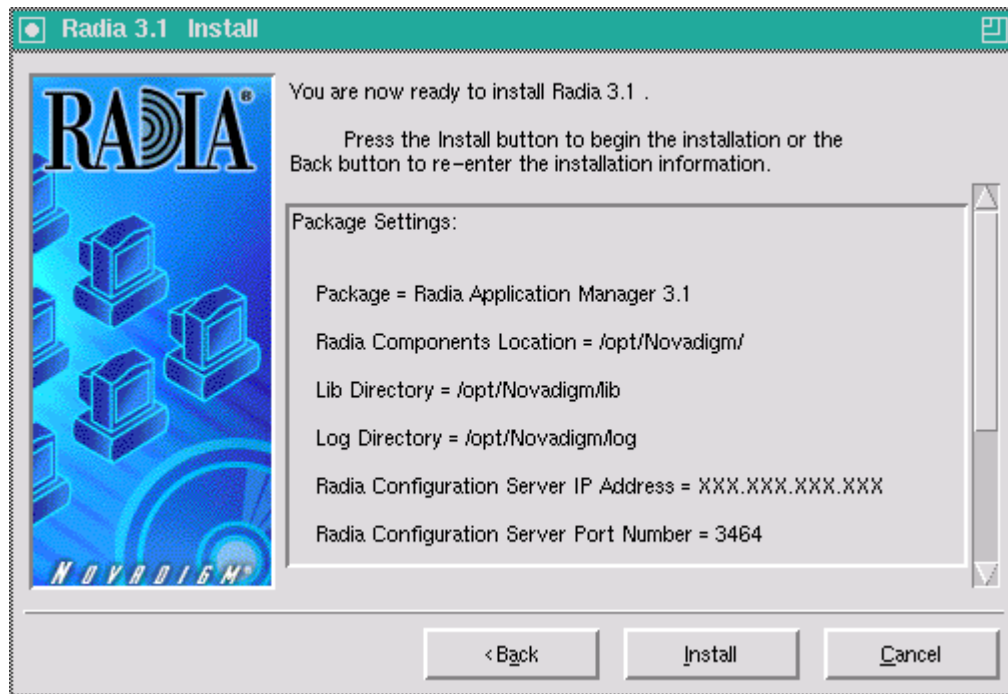 Radia 3.1 Install
RADIA®
NOVADIGM®
You are now ready to install Radia 3.1 .
Press the Install button to begin the installation or the
Back button to re-enter the installation information.
Package Settings:
Package = Radia Application Manager 3.1
Radia Components Location = /opt/Novadigm/
Lib Directory = /opt/Novadigm/lib
Log Directory = /opt/Novadigm/log
Radia Configuration Server IP Address = XXX.XXX.XXX.XXX
Radia Configuration Server Port Number = 3464
< Back
Install
Cancel